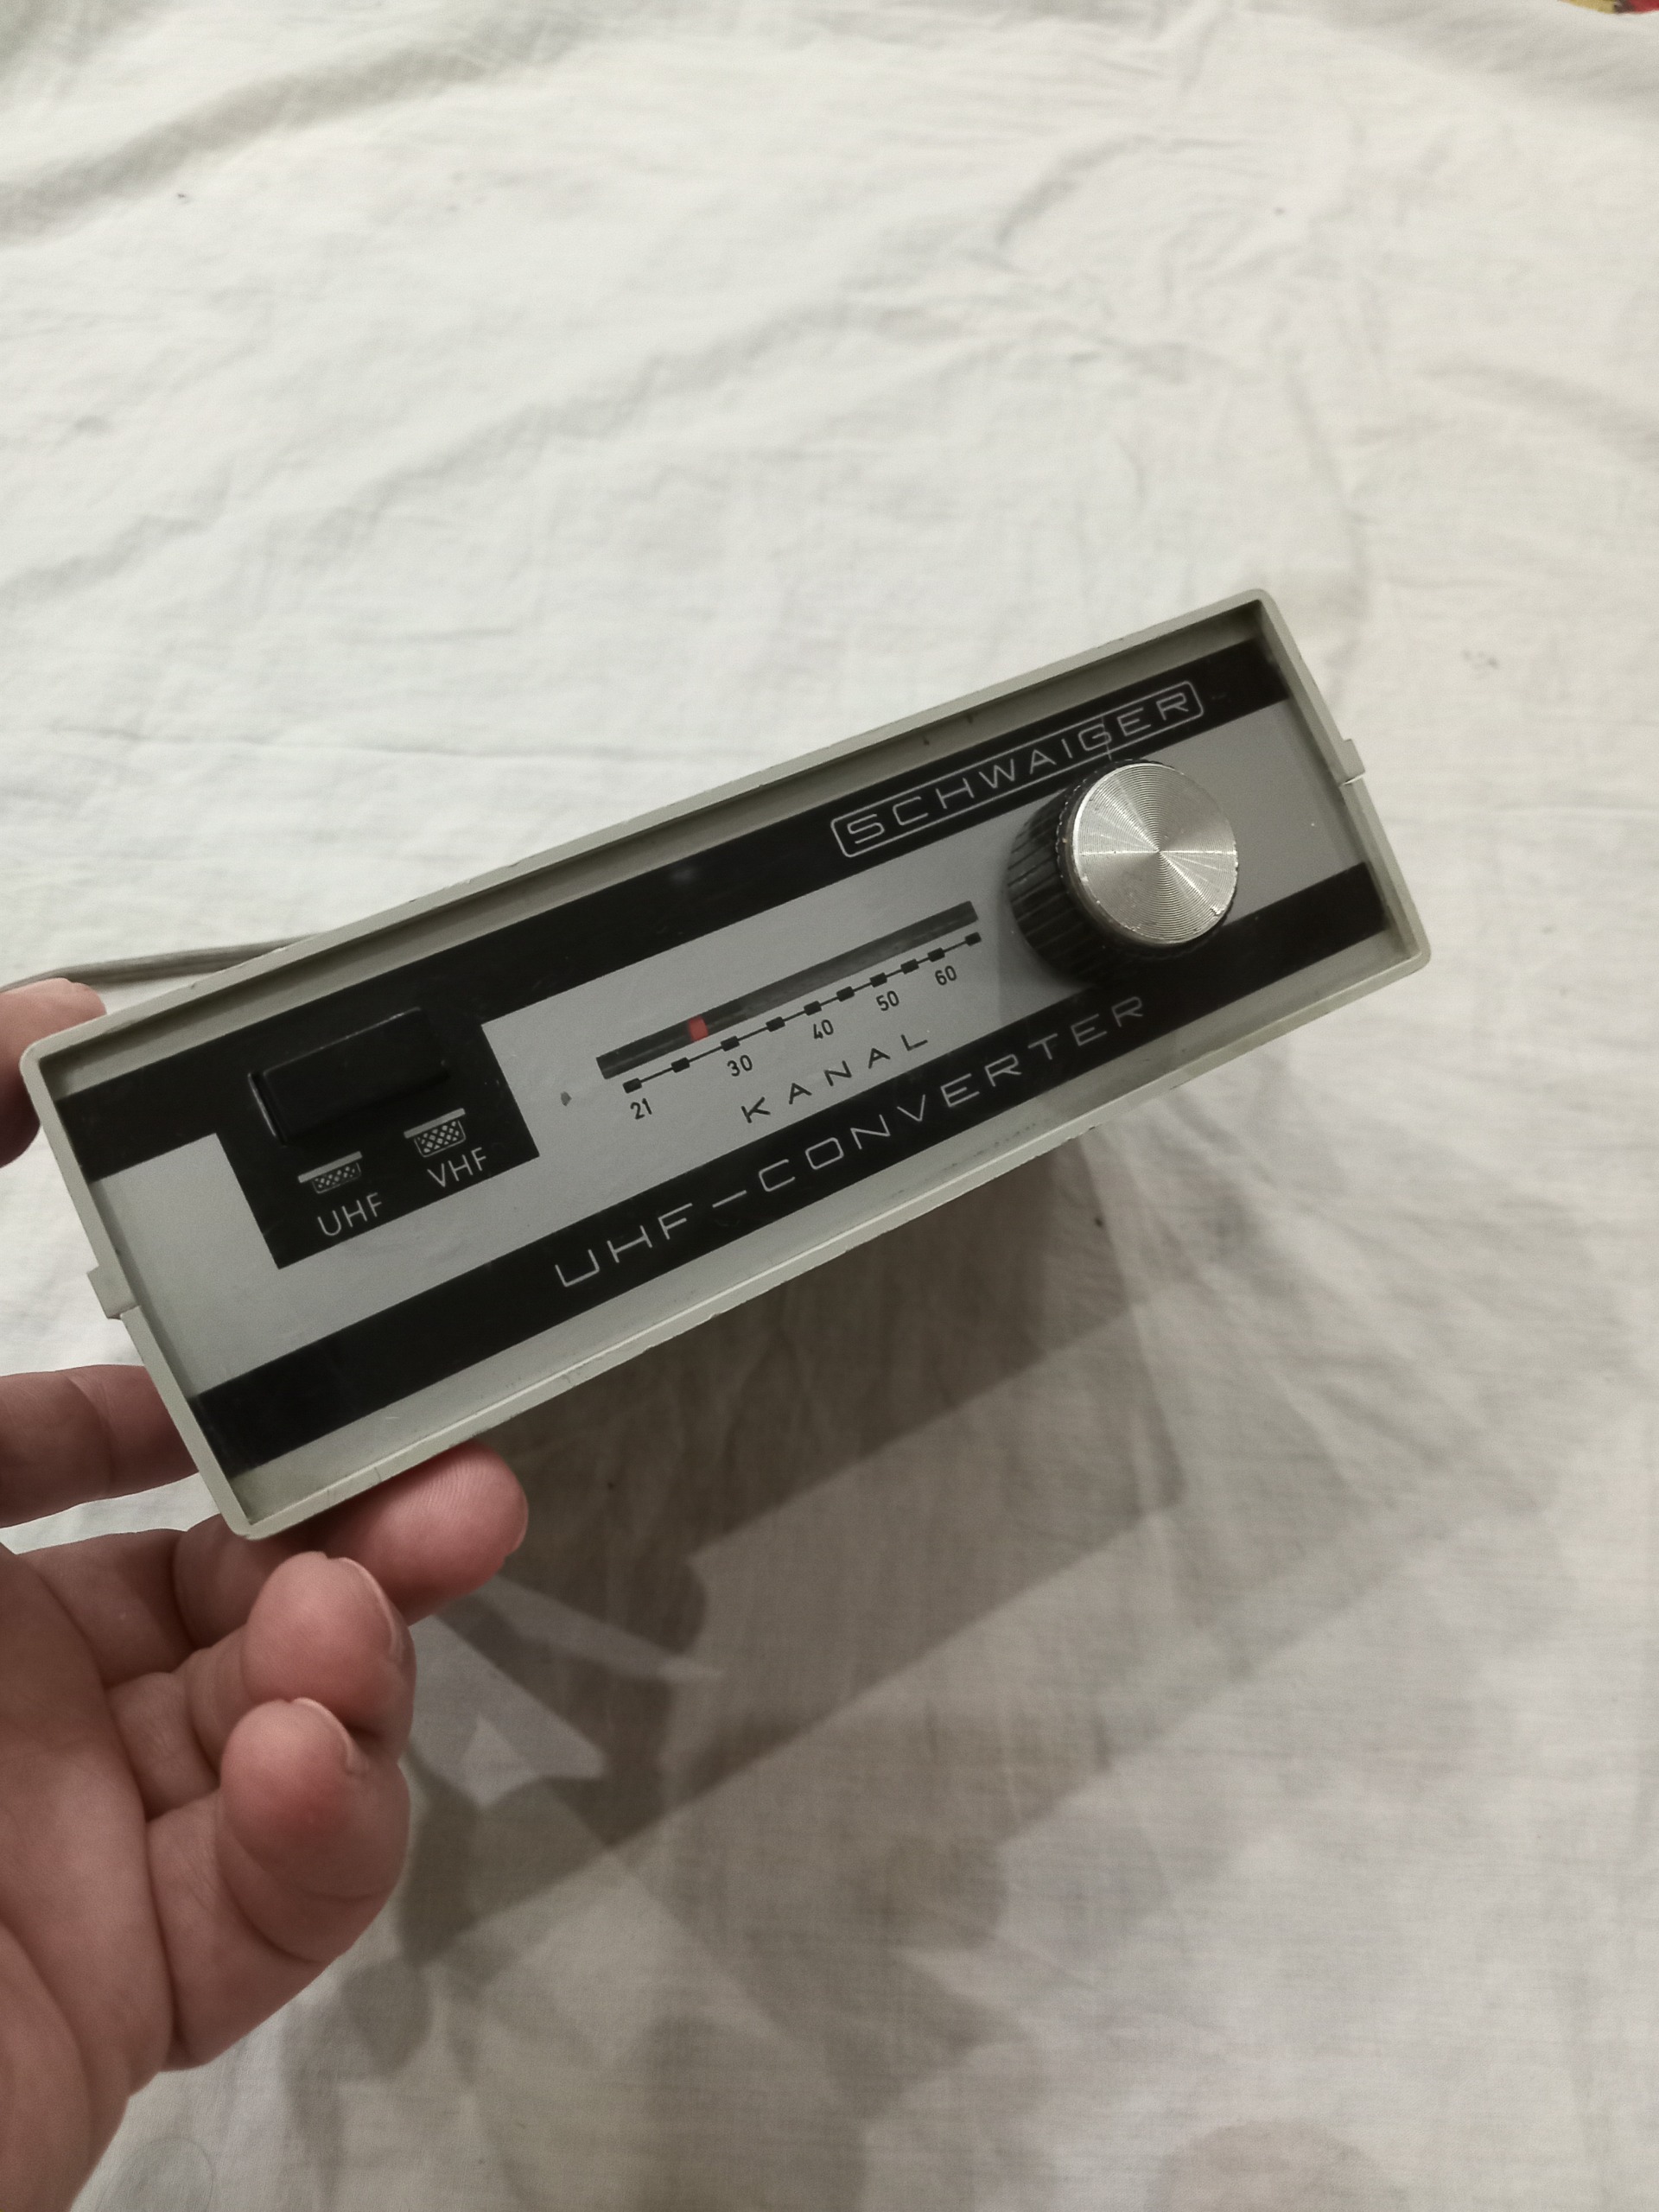 SCHWAIGER
21 30 40 50 60
KANAL
UHF VHF
UHF-CONVERTER